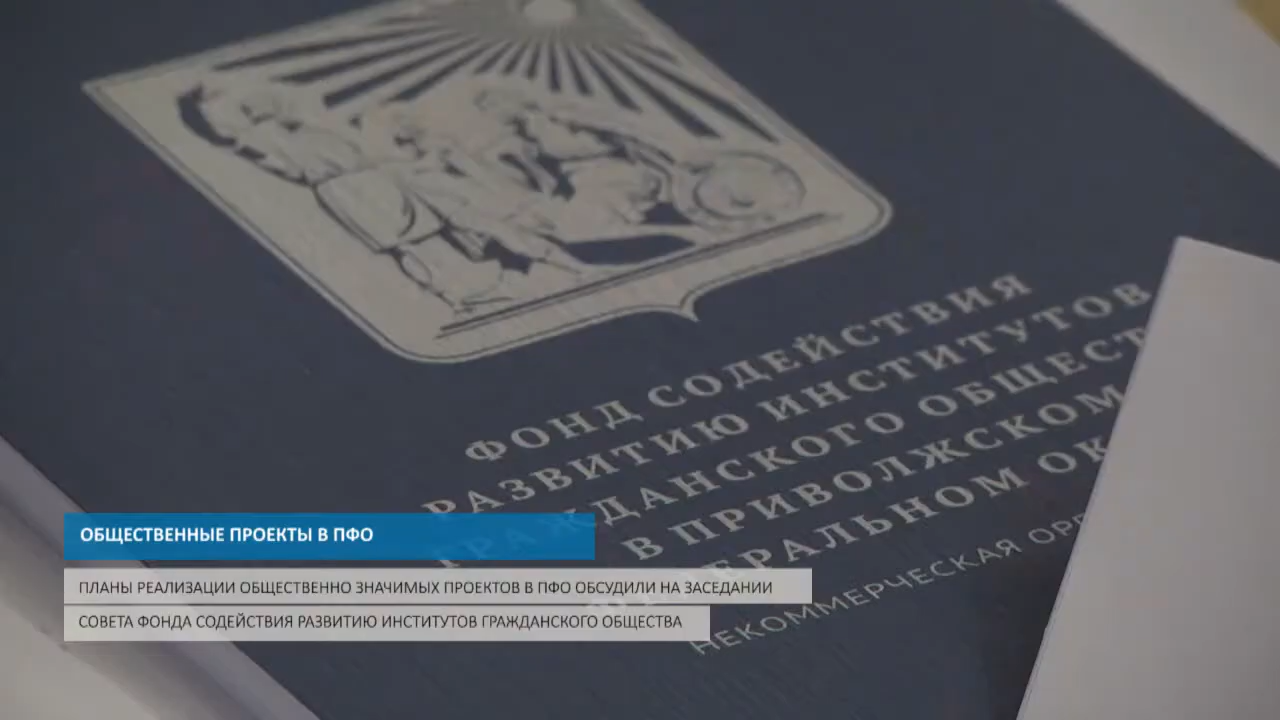 ФОНД СОДЕЙСТВИЯ
РАЗВИТИЮ ИНСТИТУТОВ
ГРАЖДАНСКОГО
В ПРИВОЛЖСКОМ
НЕКОММЕРЧЕСКАЯ
ОБЩЕСТВЕННЫЕ ПРОЕКТЫ В ПФО
ПЛАНЫ РЕАЛИЗАЦИИ ОБЩЕСТВЕННО ЗНАЧИМЫХ ПРОЕКТОВ В ПФО ОБСУДИЛИ НА ЗАСЕДАНИИ
СОВЕТА ФОНДА СОДЕЙСТВИЯ РАЗВИТИЮ ИНСТИТУТОВ ГРАЖДАНСКОГО ОБЩЕСТВА